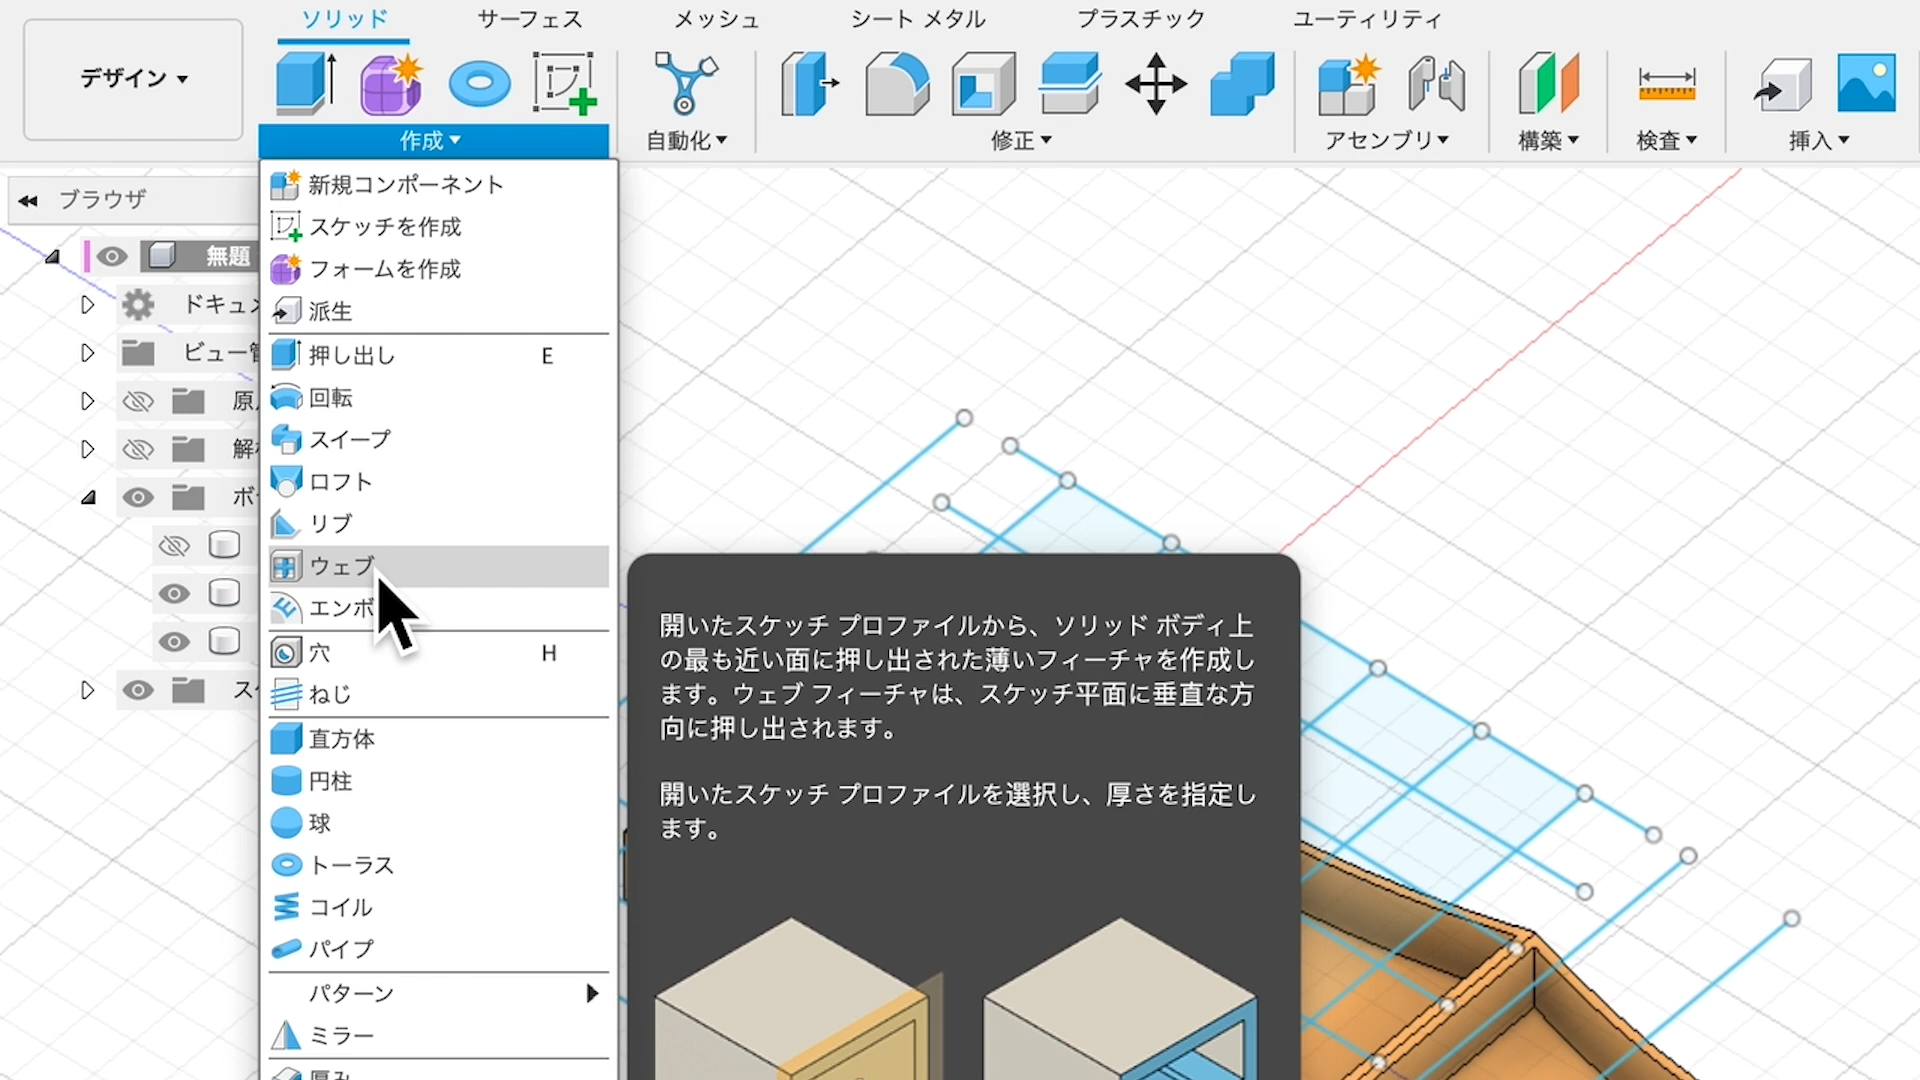 ソリッド
サーフェス
メッシュ
シート メタル
プラスチック
ユーティリティ
デザイン
作成
自動化
修正
アセンブリ
構築
検査
挿入
ブラウザ
無題
ドキュメ
ビュー管
ボ
ス
新規コンポーネント
スケッチを作成
フォームを作成
派生
押し出し E
回転
スイープ
ロフト
リブ
ウェブ
エンボ
穴 H
ねじ
直方体
円柱
球
トーラス
コイル
パイプ
パターン
ミラー
厚み
開いたスケッチ プロファイルから、ソリッド ボディ上
の最も近い面に押し出された薄いフィーチャを作成し
ます。ウェブ フィーチャは、スケッチ平面に垂直な方
向に押し出されます。
開いたスケッチ プロファイルを選択し、厚さを指定し
ます。